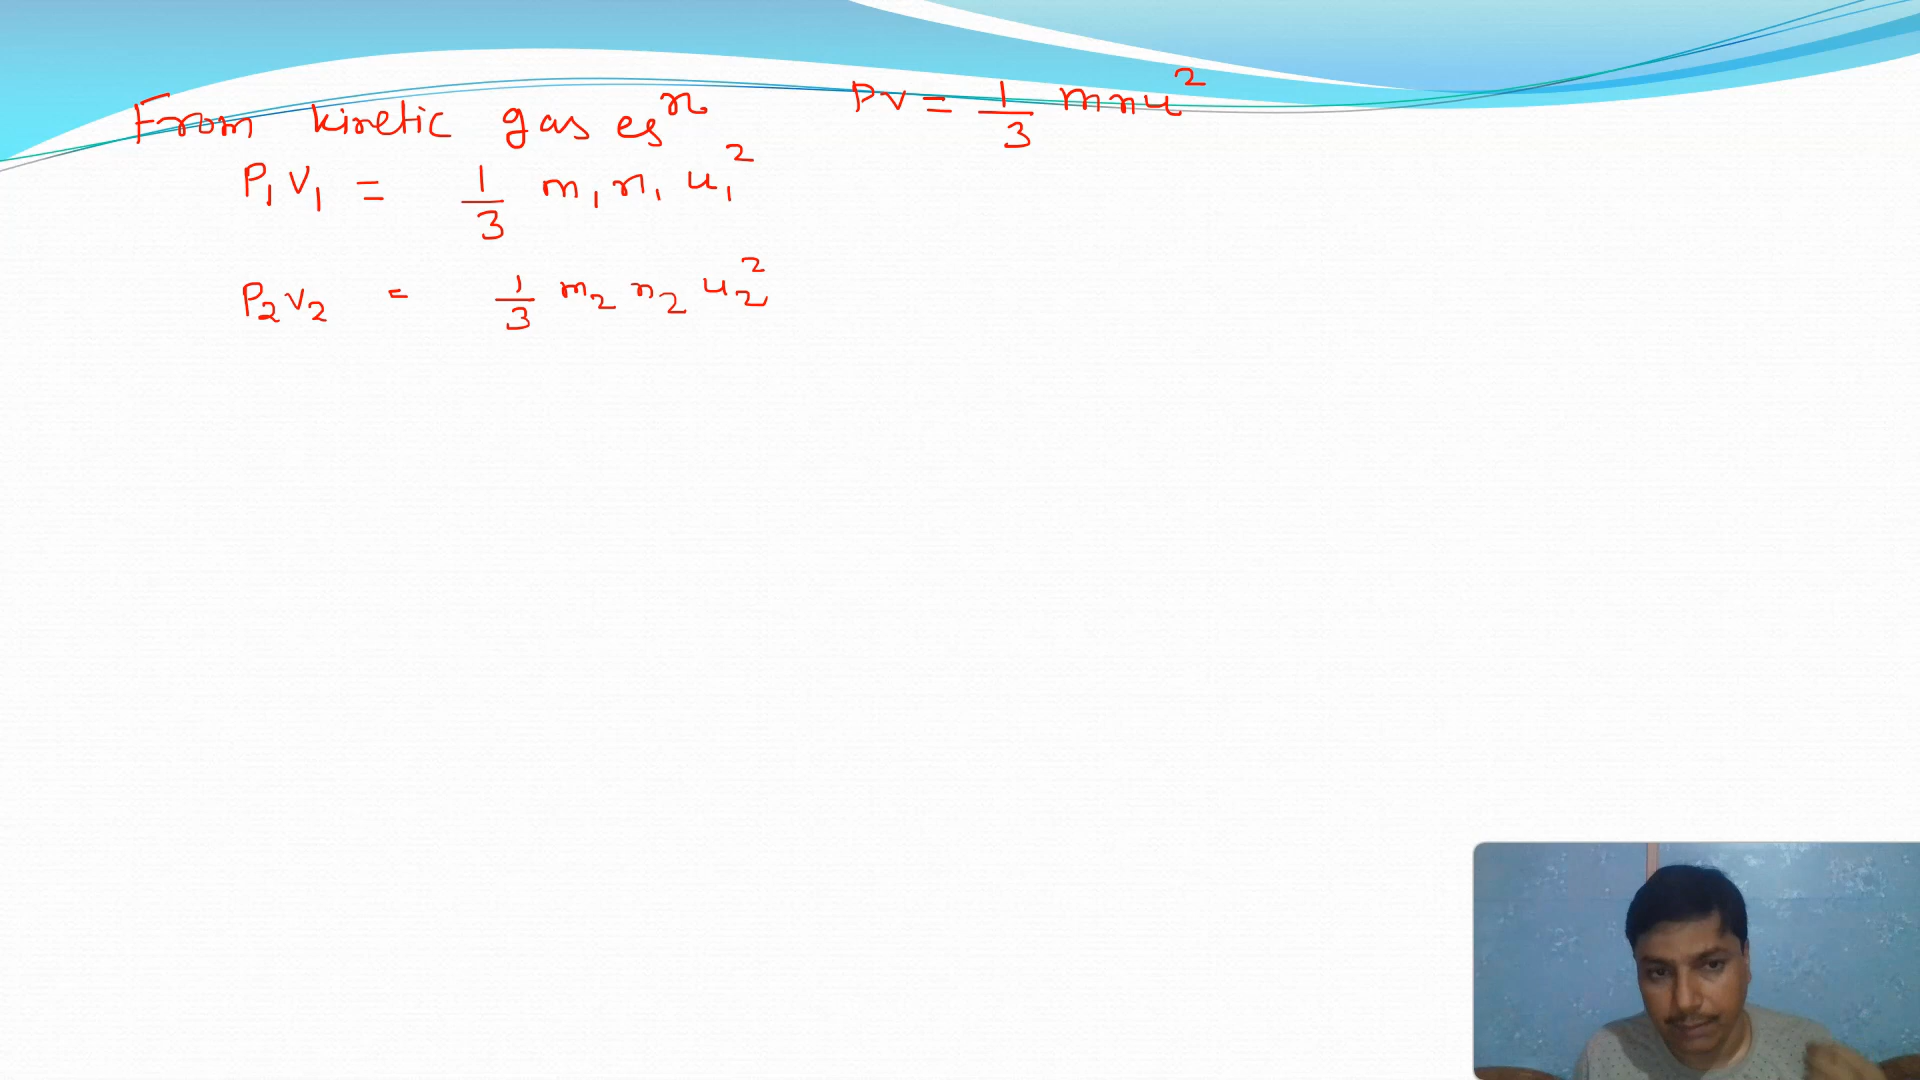 From kinetic gas eqⁿ PV = 1/3 mnu²
P₁V₁ = 1/3 m₁n₁u₁²
P₂V₂ = 1/3 m₂n₂u₂²